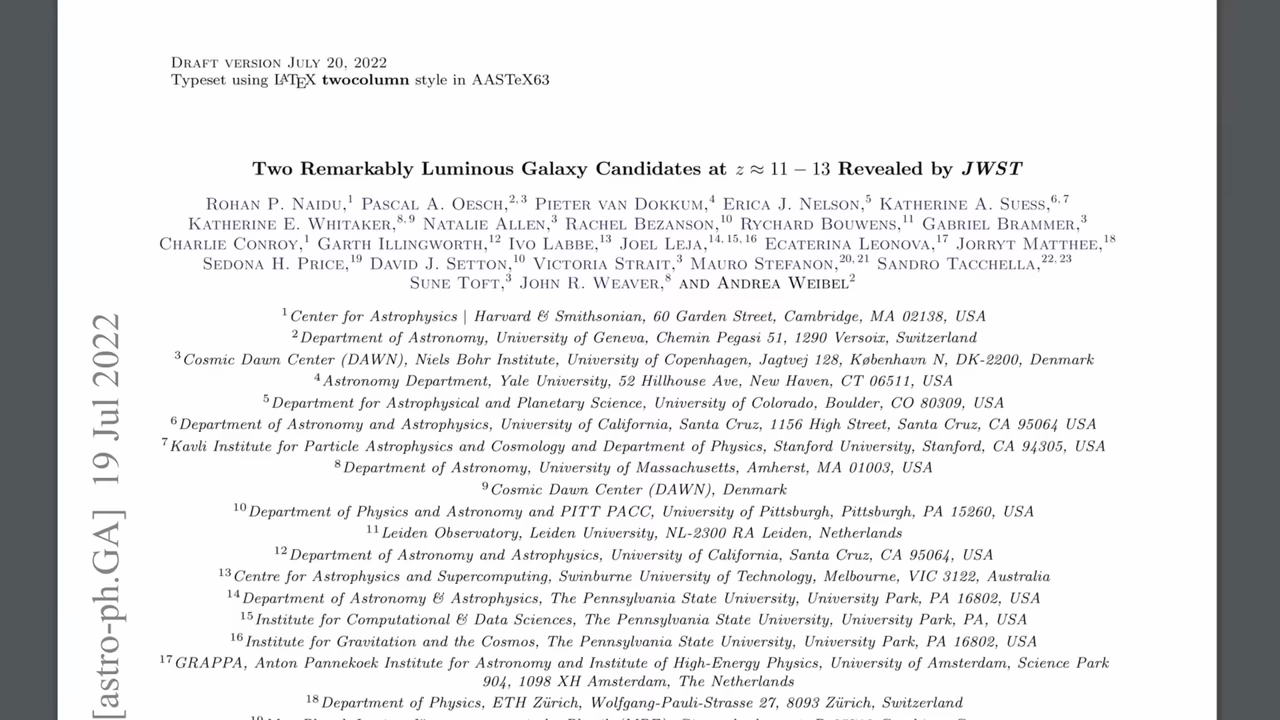 DRAFT VERSION JULY 20, 2022
Typeset using LATEX twocolumn style in AASTeX63
Two Remarkably Luminous Galaxy Candidates at z ≈ 11 − 13 Revealed by JWST
ROHAN P. NAIDU,1 PASCAL A. OESCH,2,3 PIETER VAN DOKKUM,4 ERICA J. NELSON,5 KATHERINE A. SUESS,6,7
KATHERINE E. WHITAKER,8,9 NATALIE ALLEN,3 RACHEL BEZANSON,10 RYCHARD BOUWENS,11 GABRIEL BRAMMER,3
CHARLIE CONROY,1 GARTH ILLINGWORTH,12 IVO LABBE,13 JOEL LEJA,14,15,16 ECATERINA LEONOVA,17 JORRYT MATTHEE,18
SEDONA H. PRICE,19 DAVID J. SETTON,10 VICTORIA STRAIT,3 MAURO STEFANON,20,21 SANDRO TACCHELLA,22,23
SUNE TOFT,3 JOHN R. WEAVER,8 AND ANDREA WEIBEL2
1Center for Astrophysics | Harvard & Smithsonian, 60 Garden Street, Cambridge, MA 02138, USA
2Department of Astronomy, University of Geneva, Chemin Pegasi 51, 1290 Versoix, Switzerland
3Cosmic Dawn Center (DAWN), Niels Bohr Institute, University of Copenhagen, Jagtvej 128, København N, DK-2200, Denmark
4Astronomy Department, Yale University, 52 Hillhouse Ave, New Haven, CT 06511, USA
5Department for Astrophysical and Planetary Science, University of Colorado, Boulder, CO 80309, USA
6Department of Astronomy and Astrophysics, University of California, Santa Cruz, 1156 High Street, Santa Cruz, CA 95064 USA
7Kavli Institute for Particle Astrophysics and Cosmology and Department of Physics, Stanford University, Stanford, CA 94305, USA
8Department of Astronomy, University of Massachusetts, Amherst, MA 01003, USA
9Cosmic Dawn Center (DAWN), Denmark
10Department of Physics and Astronomy and PITT PACC, University of Pittsburgh, Pittsburgh, PA 15260, USA
11Leiden Observatory, Leiden University, NL-2300 RA Leiden, Netherlands
12Department of Astronomy and Astrophysics, University of California, Santa Cruz, CA 95064, USA
13Centre for Astrophysics and Supercomputing, Swinburne University of Technology, Melbourne, VIC 3122, Australia
14Department of Astronomy & Astrophysics, The Pennsylvania State University, University Park, PA 16802, USA
15Institute for Computational & Data Sciences, The Pennsylvania State University, University Park, PA, USA
16Institute for Gravitation and the Cosmos, The Pennsylvania State University, University Park, PA 16802, USA
17GRAPPA, Anton Pannekoek Institute for Astronomy and Institute of High-Energy Physics, University of Amsterdam, Science Park
904, 1098 XH Amsterdam, The Netherlands
18Department of Physics, ETH Zürich, Wolfgang-Pauli-Strasse 27, 8093 Zürich, Switzerland
[astro-ph.GA] 19 Jul 2022